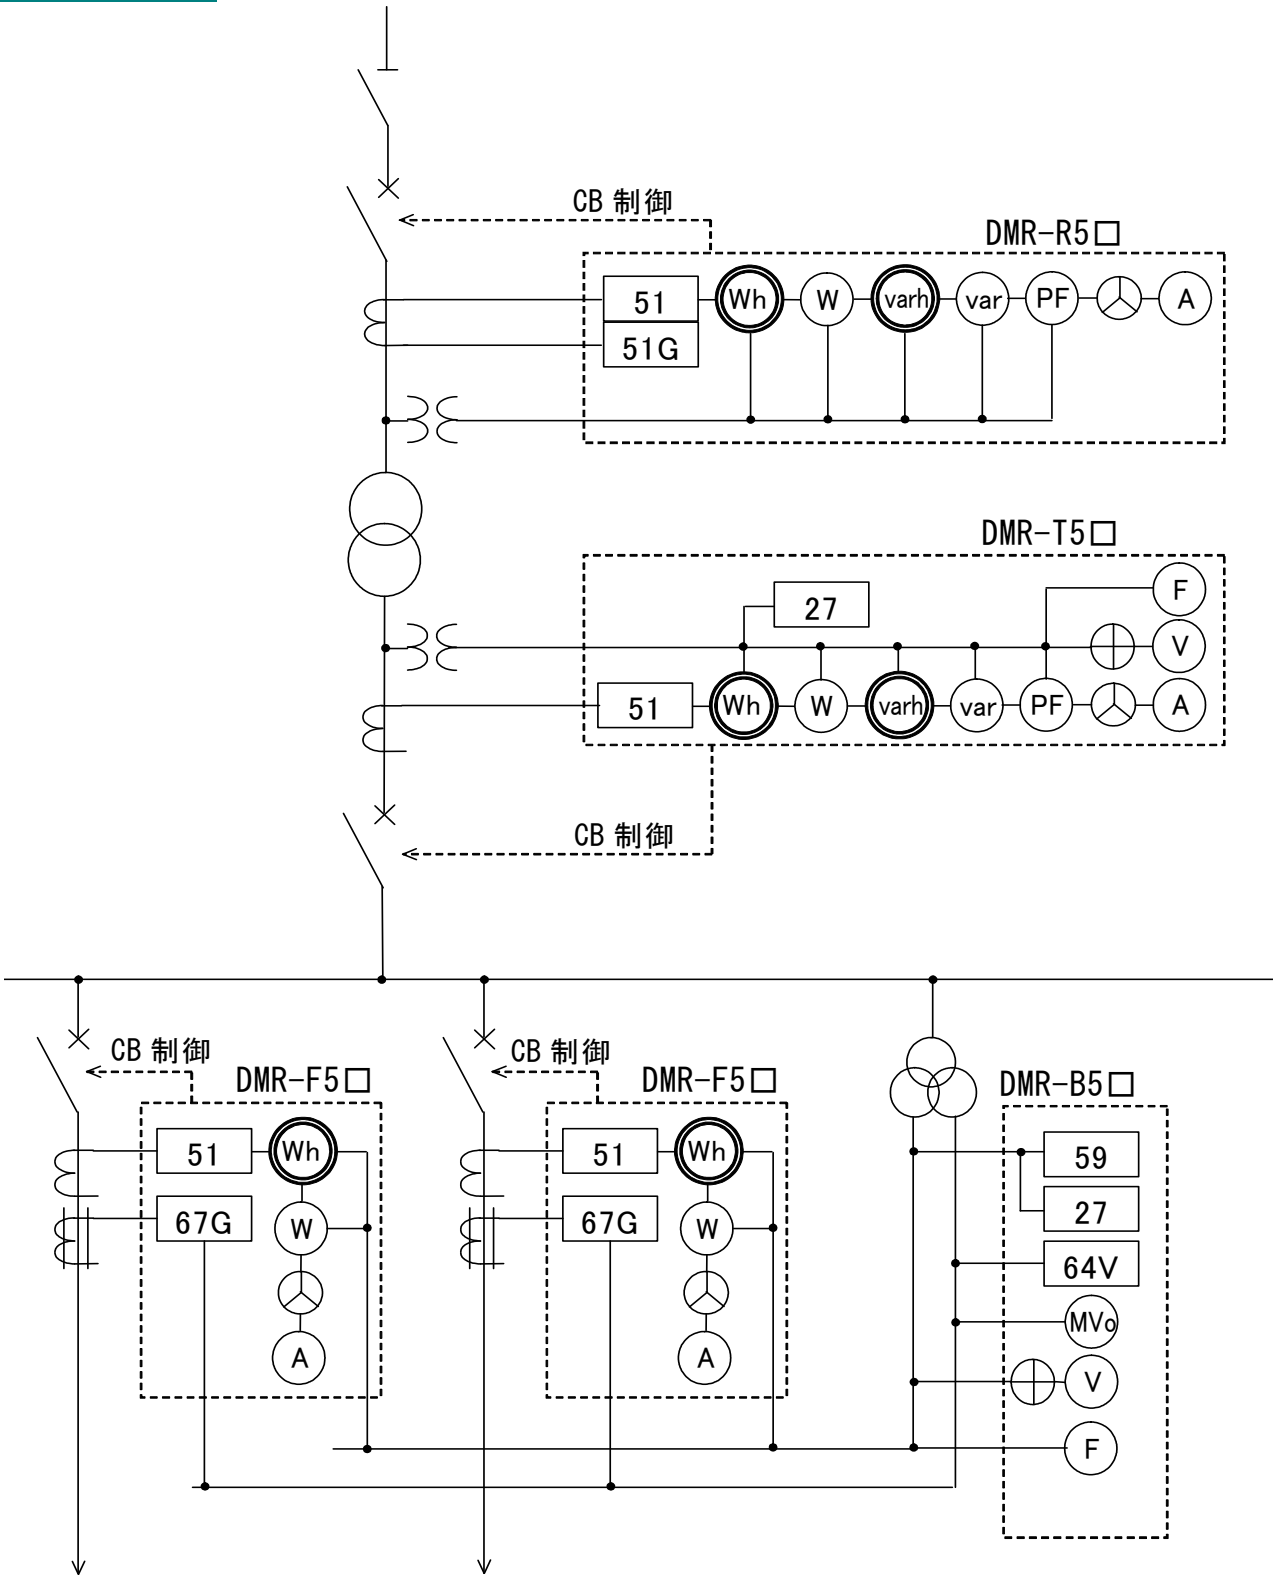 CB 制御
DMR-R5□
51
Wh
W
varh
var
PF
A
51G
DMR-T5□
F
27
V
51
Wh
W
varh
var
PF
A
CB 制御
CB 制御
DMR-F5□
51
Wh
67G
W
A
CB 制御
DMR-F5□
51
Wh
67G
W
A
DMR-B5□
59
27
64V
MVo
V
F